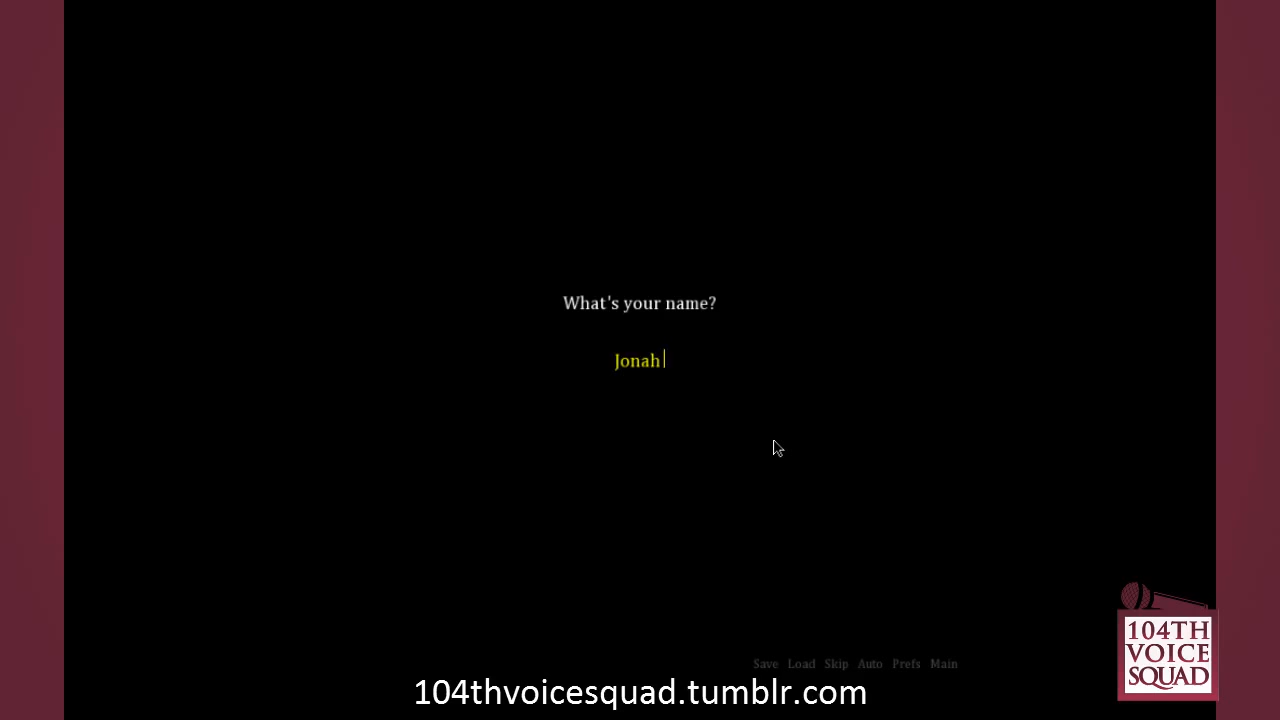 What's your name?
Jonah
Save Load Skip Auto Prefs Main
104thvoicesquad.tumblr.com
104TH
VOICE
SQUAD